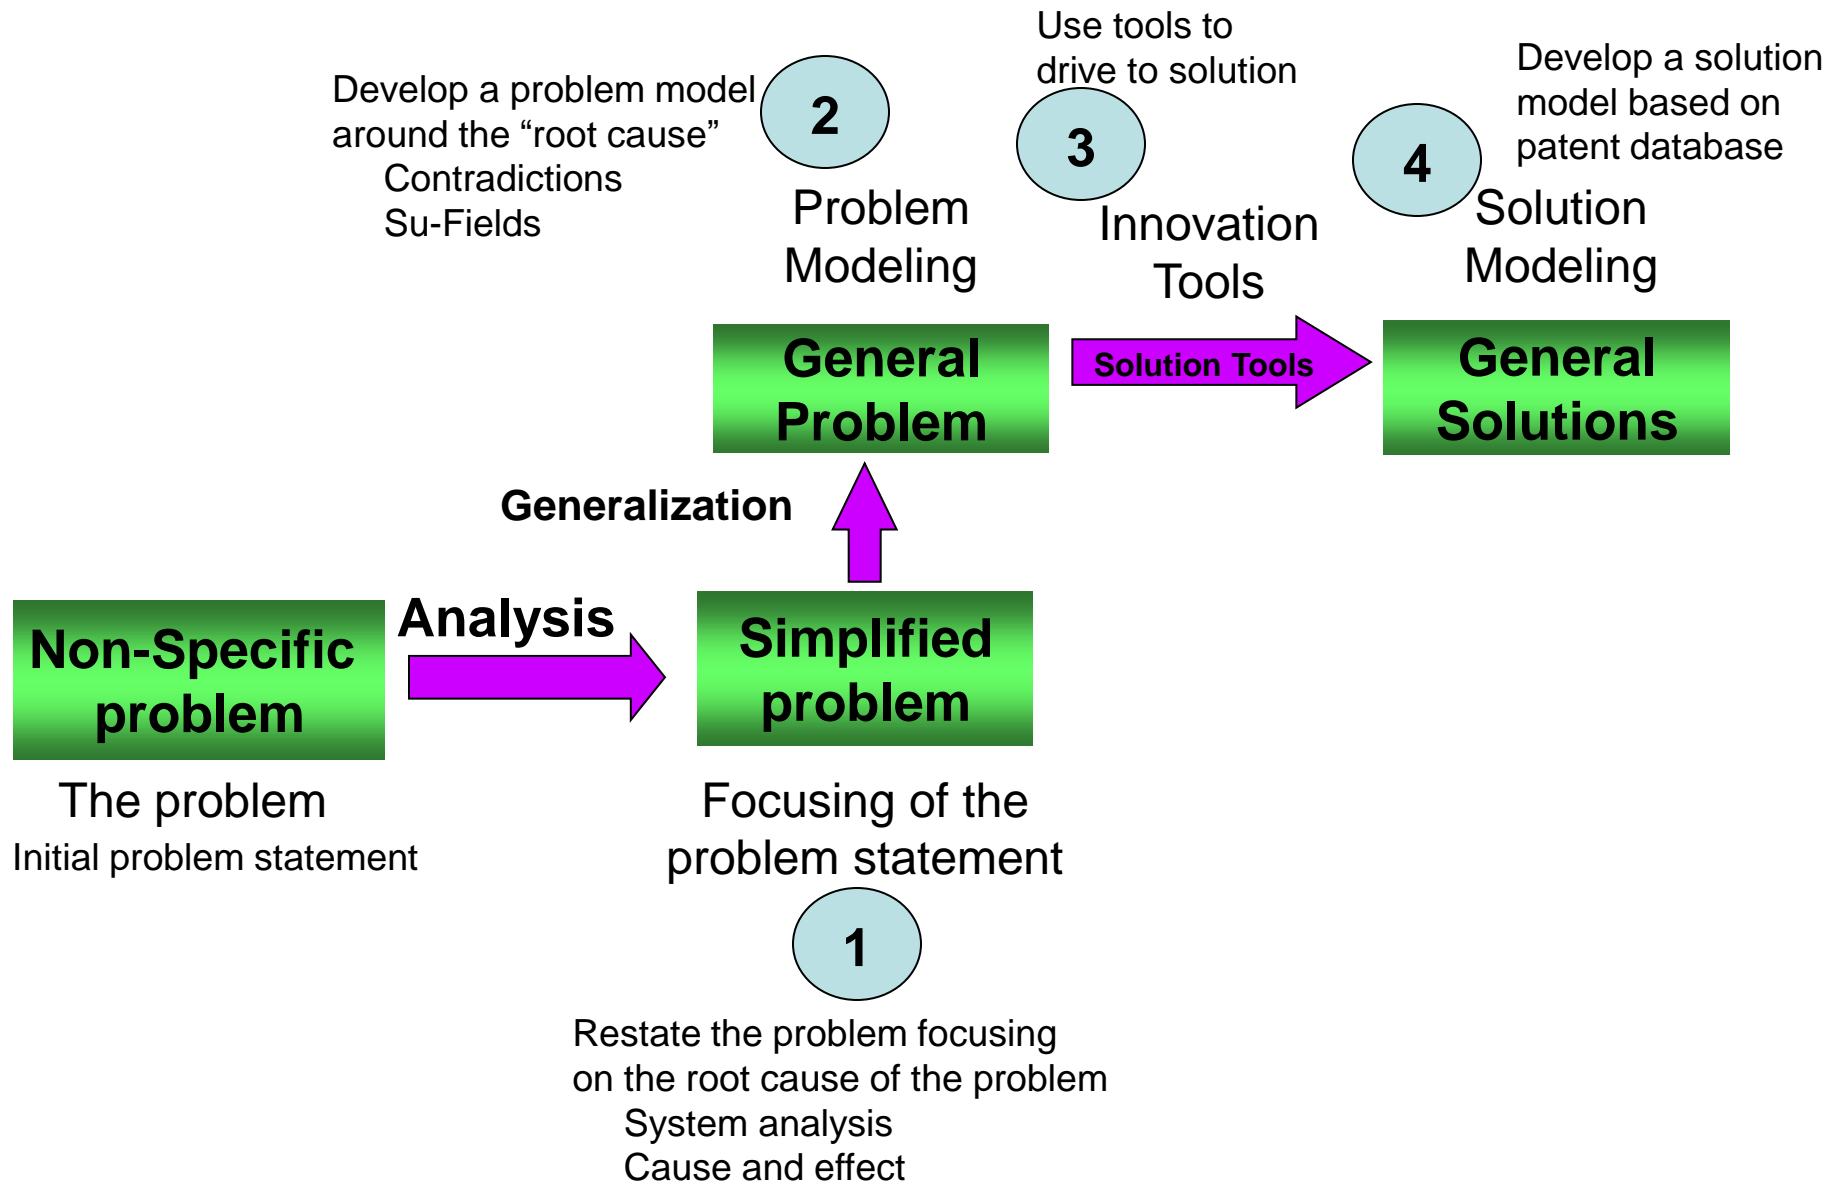 Develop a problem model
around the “root cause”
Contradictions
Su-Fields
2
Problem
Modeling
Use tools to
drive to solution
3
Innovation
Tools
Develop a solution
model based on
patent database
4
Solution
Modeling
General
Problem
Solution Tools
General
Solutions
Generalization
Non-Specific
problem
Analysis
Simplified
problem
The problem
Initial problem statement
Focusing of the
problem statement
1
Restate the problem focusing
on the root cause of the problem
System analysis
Cause and effect